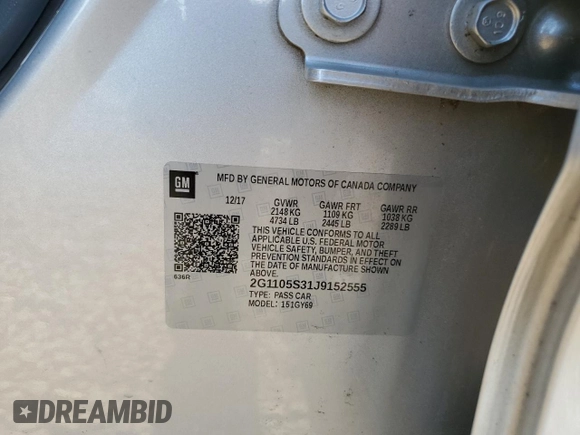 GM
MFD BY GENERAL MOTORS OF CANADA COMPANY
12/17 GVWR GAWR FRT GAWR RR
2148 KG 1109 KG 1038 KG
4734 LB 2445 LB 2289 LB
THIS VEHICLE CONFORMS TO ALL
APPLICABLE U.S. FEDERAL MOTOR
VEHICLE SAFETY, BUMPER, AND THEFT
PREVENTION STANDARDS IN EFFECT ON
THE DATE OF MANUFACTURE SHOWN
ABOVE.
636R
2G1105S31J9152555
TYPE: PASS CAR
MODEL: 151GY69
DREAMBID